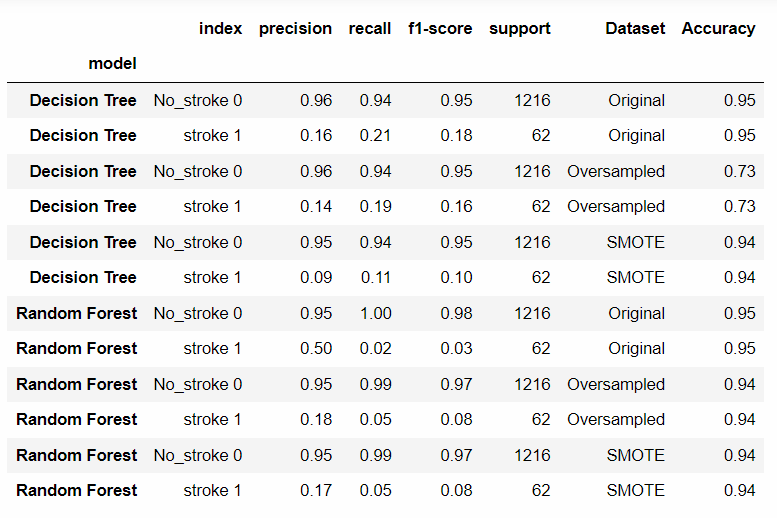 index precision recall f1-score support Dataset Accuracy
model
Decision Tree No_stroke 0 0.96 0.94 0.95 1216 Original 0.95
Decision Tree stroke 1 0.16 0.21 0.18 62 Original 0.95
Decision Tree No_stroke 0 0.96 0.94 0.95 1216 Oversampled 0.73
Decision Tree stroke 1 0.14 0.19 0.16 62 Oversampled 0.73
Decision Tree No_stroke 0 0.95 0.94 0.95 1216 SMOTE 0.94
Decision Tree stroke 1 0.09 0.11 0.10 62 SMOTE 0.94
Random Forest No_stroke 0 0.95 1.00 0.98 1216 Original 0.95
Random Forest stroke 1 0.50 0.02 0.03 62 Original 0.95
Random Forest No_stroke 0 0.95 0.99 0.97 1216 Oversampled 0.94
Random Forest stroke 1 0.18 0.05 0.08 62 Oversampled 0.94
Random Forest No_stroke 0 0.95 0.99 0.97 1216 SMOTE 0.94
Random Forest stroke 1 0.17 0.05 0.08 62 SMOTE 0.94